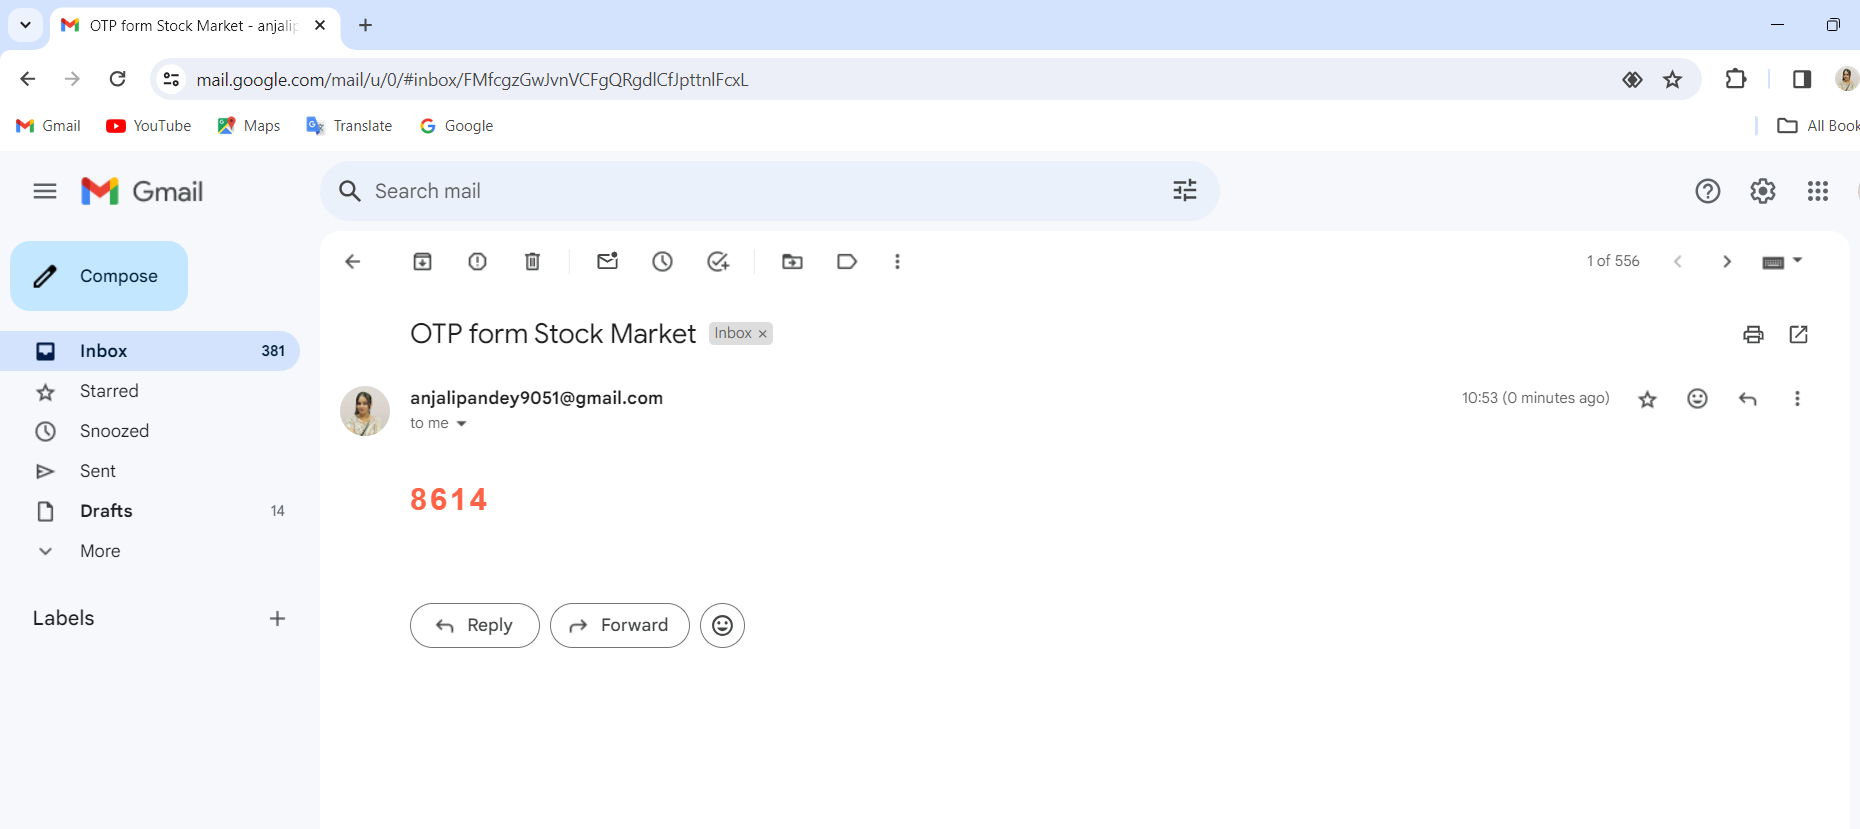 OTP form Stock Market - anjalip
mail.google.com/mail/u/0/#inbox/FMfcgzGwJvnVCFgQRgdlCfJpttnlFcxL
Gmail YouTube Maps Translate Google All Book
Gmail Search mail
Compose
1 of 556
OTP form Stock Market Inbox ×
Inbox 381
Starred
Snoozed
Sent
Drafts 14
More
Labels
anjalipandey9051@gmail.com 10:53 (0 minutes ago)
to me
8614
Reply Forward